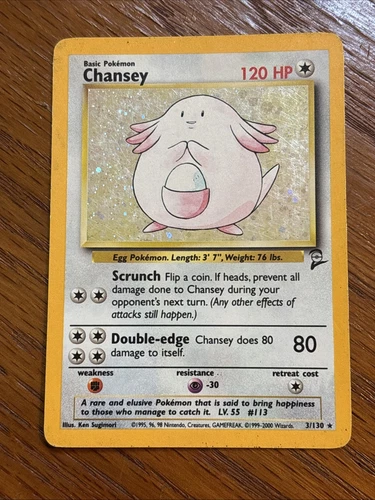 Basic Pokémon
Chansey
120 HP
Egg Pokémon. Length: 3' 7", Weight: 76 lbs.
Scrunch Flip a coin. If heads, prevent all
damage done to Chansey during your
opponent's next turn. (Any other effects of
attacks still happen.)
Double-edge Chansey does 80
damage to itself.
80
weakness
resistance
retreat cost
-30
A rare and elusive Pokémon that is said to bring happiness
to those who manage to catch it. LV. 55 #113
Illus. Ken Sugimori
©1995, 96, 98 Nintendo, Creatures, GAMEFREAK. ©1999-2000 Wizards.
3/130 ★